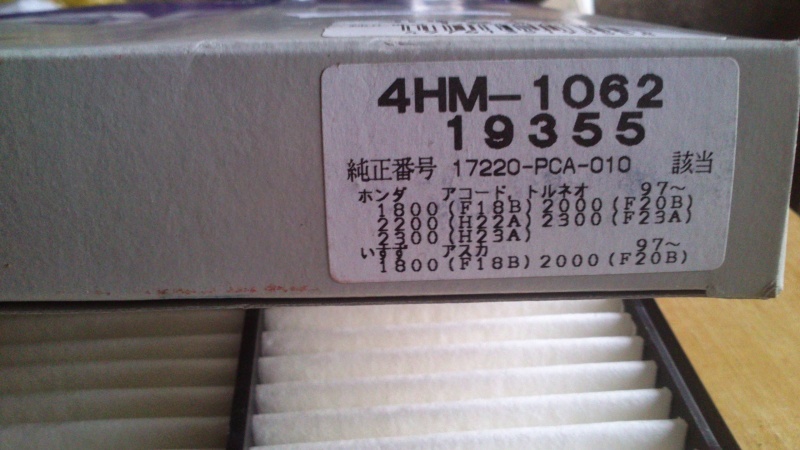 4HM-1062
19355
純正番号 17220-PCA-010 該当
ホンダ アコード、トルネオ 97~
1800(F18B) 2000(F20B)
2200(H22A) 2300(F23A)
2300(H23A)
いすず アスカ 97~
1800(F18B) 2000(F20B)